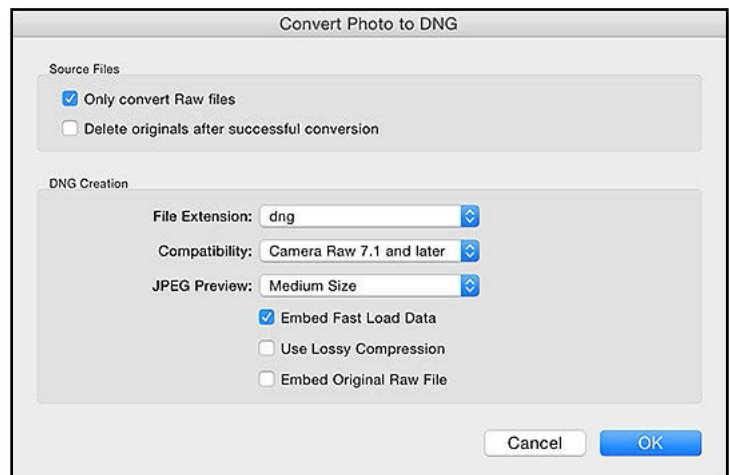 Convert Photo to DNG
Source Files
Only convert Raw files
Delete originals after successful conversion
DNG Creation
File Extension: dng
Compatibility: Camera Raw 7.1 and later
JPEG Preview: Medium Size
Embed Fast Load Data
Use Lossy Compression
Embed Original Raw File
Cancel OK